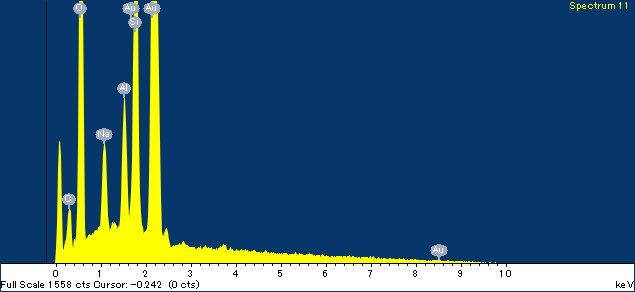 Spectrum 11
O Au Au
Si
Al
Na
C
Au
0 1 2 3 4 5 6 7 8 9 10
Full Scale 1558 cts Cursor: -0.242 (0 cts) keV